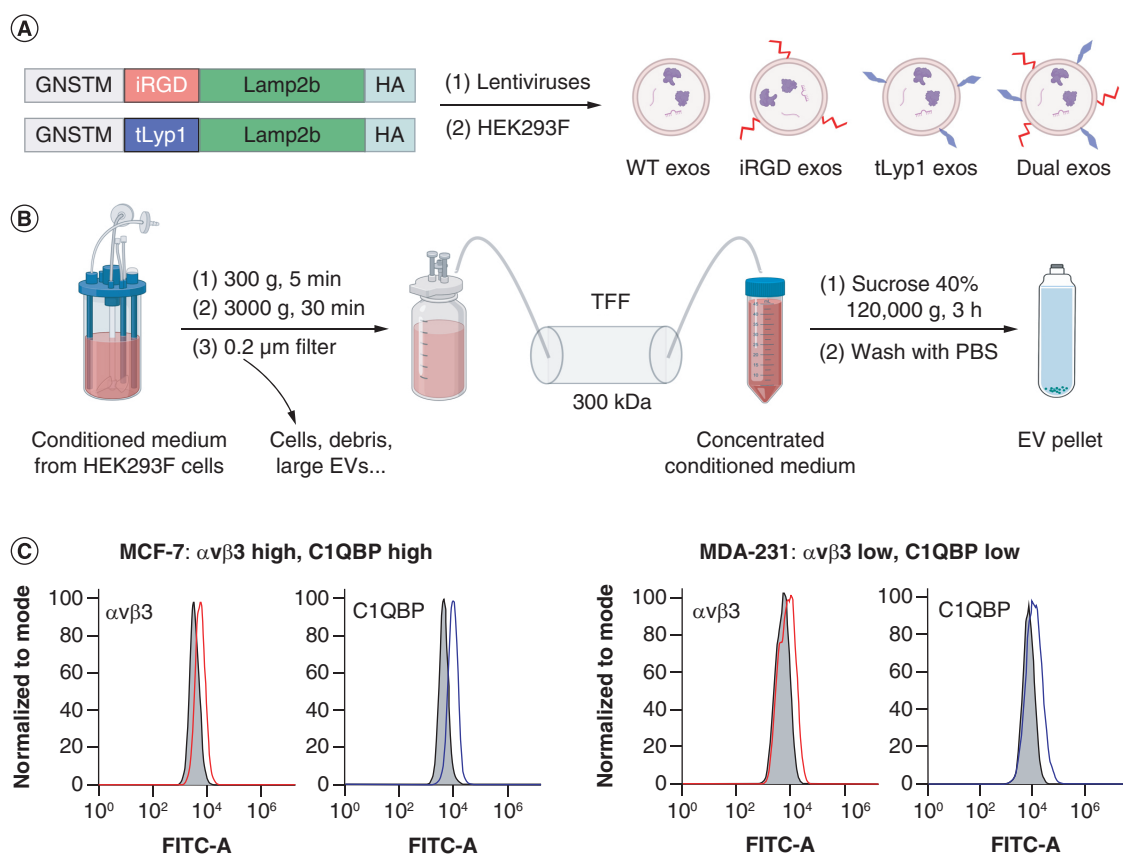 A
GNSTM iRGD Lamp2b HA
GNSTM tLyp1 Lamp2b HA
(1) Lentiviruses
(2) HEK293F
WT exos
iRGD exos
tLyp1 exos
Dual exos
B
(1) 300 g, 5 min
(2) 3000 g, 30 min
(3) 0.2 µm filter
Conditioned medium
from HEK293F cells
Cells, debris,
large EVs...
TFF
300 kDa
Concentrated
conditioned medium
(1) Sucrose 40%
120,000 g, 3 h
(2) Wash with PBS
EV pellet
C
MCF-7: αvβ3 high, C1QBP high
Normalized to mode
100
80
60
40
20
0
αvβ3
10⁰ 10² 10⁴ 10⁶
FITC-A
100
80
60
40
20
0
C1QBP
10⁰ 10² 10⁴ 10⁶
FITC-A
MDA-231: αvβ3 low, C1QBP low
Normalized to mode
100
80
60
40
20
0
αvβ3
10⁰ 10² 10⁴ 10⁶
FITC-A
100
80
60
40
20
0
C1QBP
10⁰ 10² 10⁴ 10⁶
FITC-A